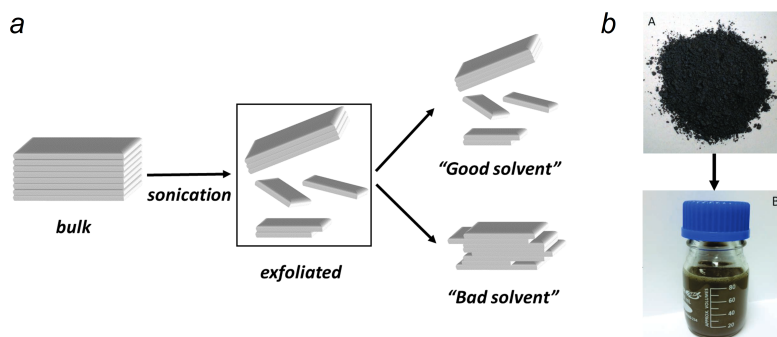 a
b
A
"Good solvent"
sonication
bulk
exfoliated
"Bad solvent"
B
80
60
40
20